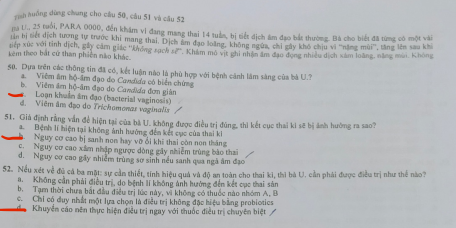 Tình huống dùng chung cho câu 50, câu 51 và câu 52
Bà U., 25 tuổi, PARA 0000, đến khám vì đang mang thai 14 tuần, bị tiết dịch âm đạo bất thường. Bà cho biết đã từng có một vài
lần bị tiết dịch tương tự trước khi mang thai. Dịch âm đạo loãng, không ngứa, chỉ gây khó chịu vì "nặng mùi", tăng lên sau khi
tiếp xúc với tinh dịch, gây cảm giác "không sạch sẽ". Khám mỏ vịt ghi nhận âm đạo đọng nhiều dịch xám loãng, nặng mùi. Không
kèm theo bất cứ than phiền nào khác.
50. Dựa trên các thông tin đã có, kết luận nào là phù hợp với bệnh cảnh lâm sàng của bà U.?
a. Viêm âm hộ-âm đạo do Candida có biến chứng
b. Viêm âm hộ-âm đạo do Candida đơn giản
Loạn khuẩn âm đạo (bacterial vaginosis)
d. Viêm âm đạo do Trichomonas vaginalis
51. Giả định rằng vấn đề hiện tại của bà U. không được điều trị đúng, thì kết cục thai kì sẽ bị ảnh hưởng ra sao?
a. Bệnh lí hiện tại không ảnh hưởng đến kết cục của thai kì
Nguy cơ cao bị sanh non hay vỡ ối khi thai còn non tháng
c. Nguy cơ cao xâm nhập ngược dòng gây nhiễm trùng bào thai
d. Nguy cơ cao gây nhiễm trùng sơ sinh nếu sanh qua ngả âm đạo
52. Nếu xét về đủ cả ba mặt: sự cần thiết, tính hiệu quả và độ an toàn cho thai kì, thì bà U. cần phải được điều trị như thế nào?
a. Không cần phải điều trị, do bệnh lí không ảnh hưởng đến kết cục thai sản
b. Tạm thời chưa bắt đầu điều trị lúc này, vì không có thuốc nào nhóm A, B
c. Chỉ có duy nhất một lựa chọn là điều trị không đặc hiệu bằng probiotics
d. Khuyến cáo nên thực hiện điều trị ngay với thuốc điều trị chuyên biệt